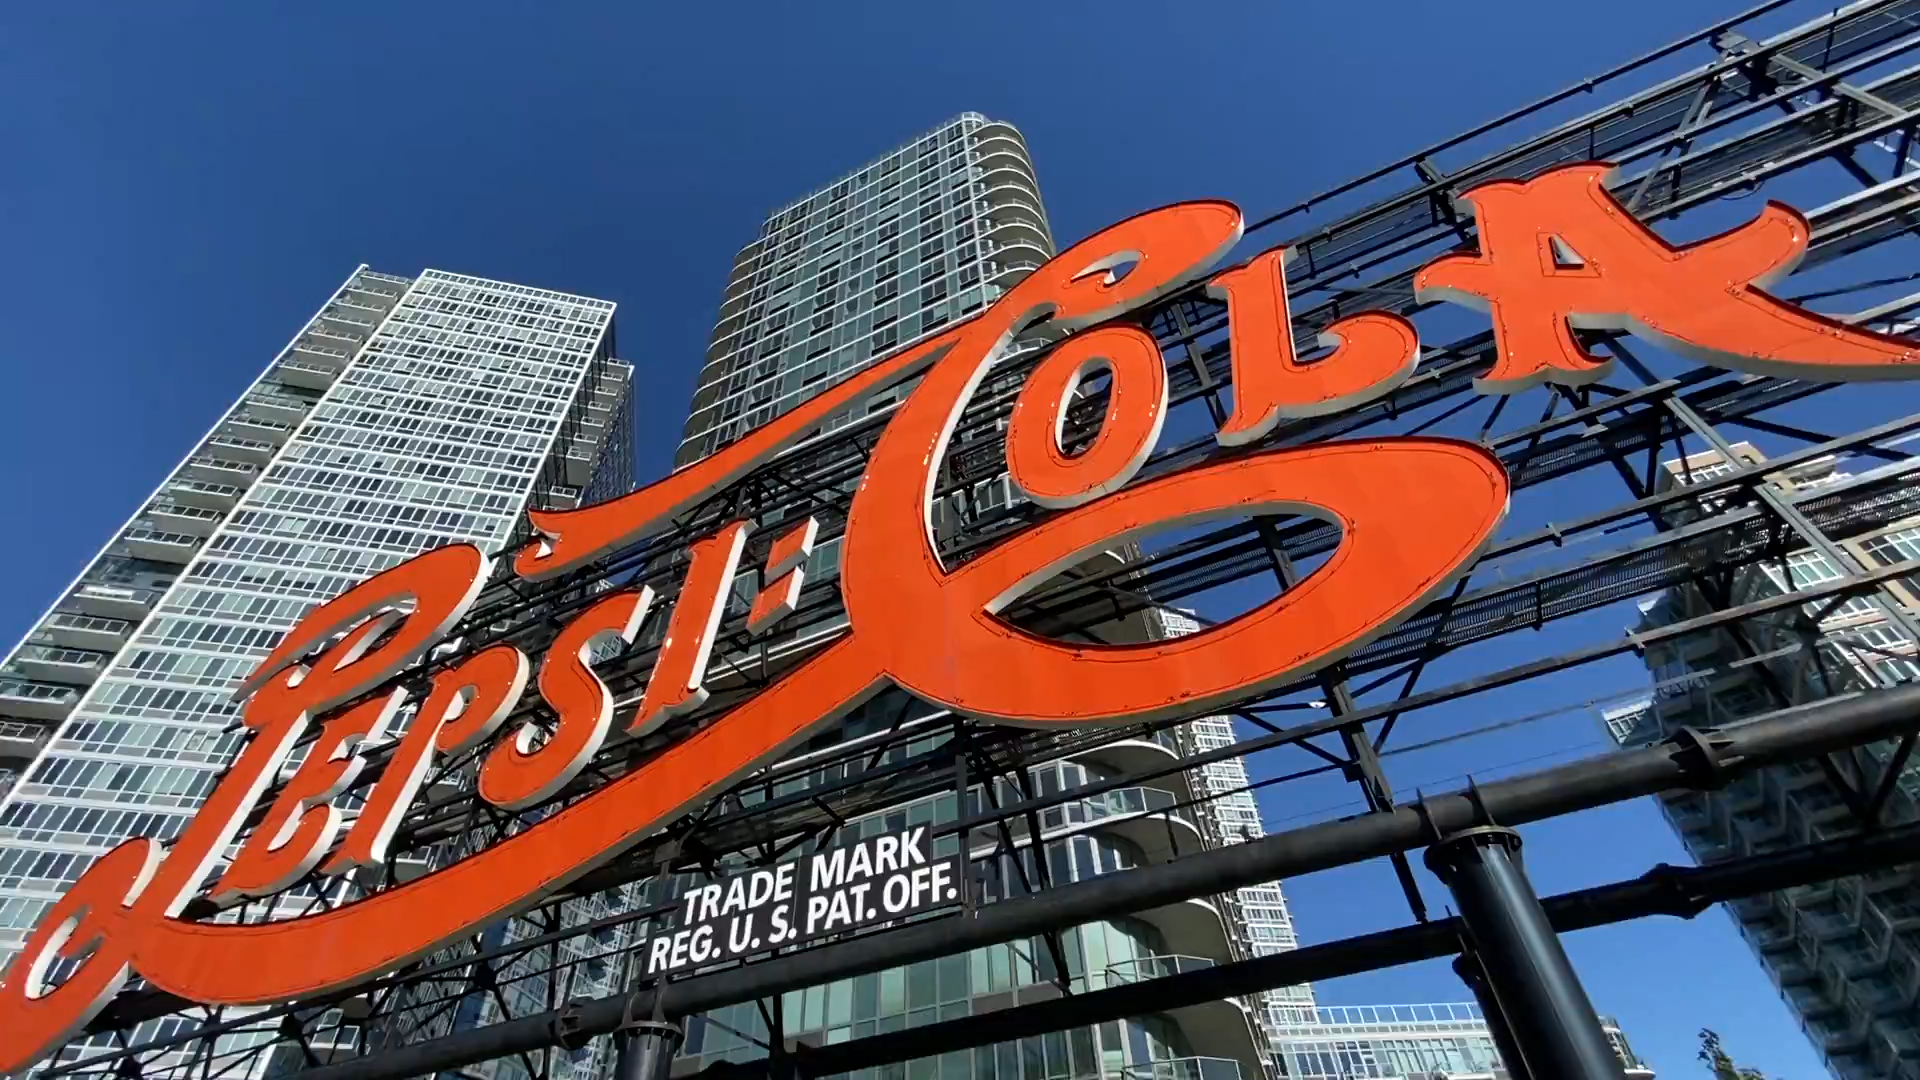 PEPSI-COLA
TRADE MARK
REG. U. S. PAT. OFF.